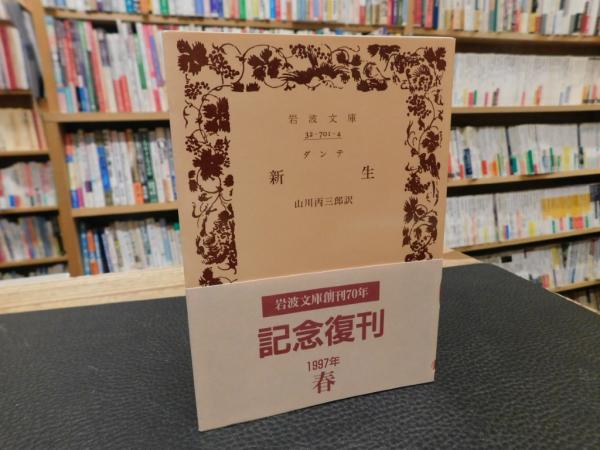 岩波文庫
32-701-4
ダンテ
新生
山川丙三郎訳
岩波文庫創刊70年
記念復刊
1997年
春